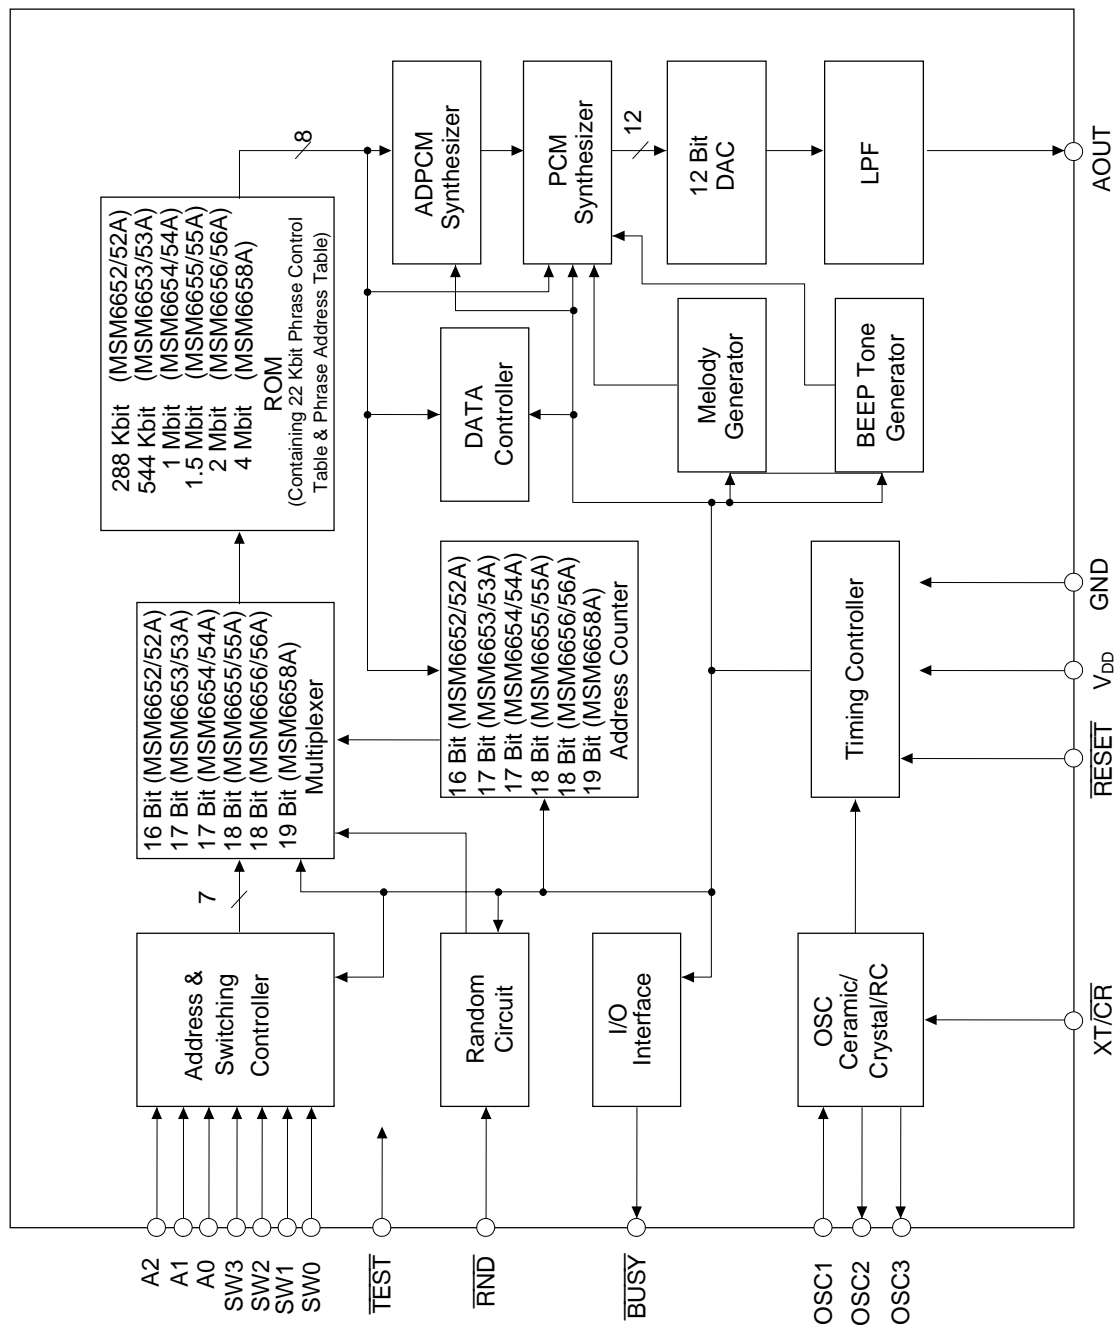 A2
A1
A0
SW3
SW2
SW1
SW0
TEST
RND
BUSY
OSC1
OSC2
OSC3
Address &
Switching
Controller
7
16 Bit (MSM6652/52A)
17 Bit (MSM6653/53A)
17 Bit (MSM6654/54A)
18 Bit (MSM6655/55A)
18 Bit (MSM6656/56A)
19 Bit (MSM6658A)
Multiplexer
288 Kbit (MSM6652/52A)
544 Kbit (MSM6653/53A)
1 Mbit (MSM6654/54A)
1.5 Mbit (MSM6655/55A)
2 Mbit (MSM6656/56A)
4 Mbit (MSM6658A)
ROM
(Containing 22 Kbit Phrase Control
Table & Phrase Address Table)
8
Random
Circuit
16 Bit (MSM6652/52A)
17 Bit (MSM6653/53A)
17 Bit (MSM6654/54A)
18 Bit (MSM6655/55A)
18 Bit (MSM6656/56A)
19 Bit (MSM6658A)
Address Counter
DATA
Controller
ADPCM
Synthesizer
PCM
Synthesizer
12
12 Bit
DAC
LPF
I/O
Interface
Melody
Generator
BEEP Tone
Generator
OSC
Ceramic/
Crystal/RC
Timing Controller
XT/CR
RESET
VDD
GND
AOUT